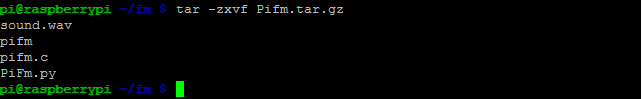 pi@raspberrypi ~/fm $ tar -zxvf Pifm.tar.gz
sound.wav
pifm
pifm.c
PiFm.py
pi@raspberrypi ~/fm $